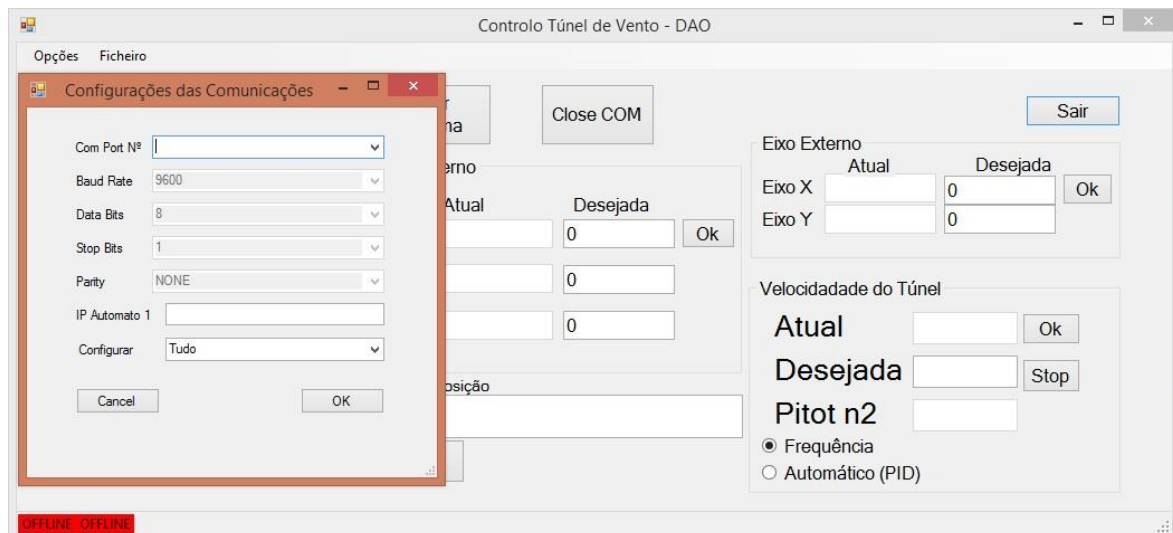 Controlo Túnel de Vento - DAO
Opções Ficheiro
Configurações das Comunicações
Com Port Nº
Baud Rate 9600
Data Bits 8
Stop Bits 1
Parity NONE
IP Automato 1
Configurar Tudo
Cancel OK
Close COM
Sair
Atual Desejada
0 Ok
0
0
Eixo Externo
Atual Desejada
Eixo X 0 Ok
Eixo Y 0
Velocidadade do Túnel
Atual Ok
Desejada Stop
Pitot n2
Frequência
Automático (PID)
OFFLINE OFFLINE